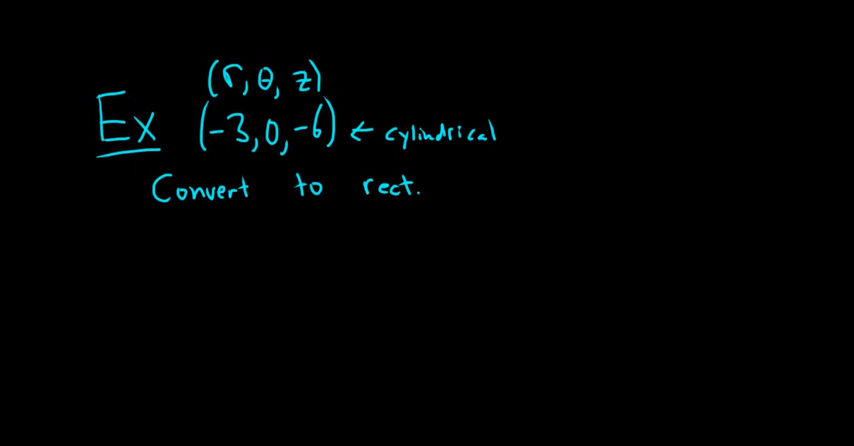 (r, θ, z)
Ex (-3, 0, -6) ← cylindrical
Convert to rect.